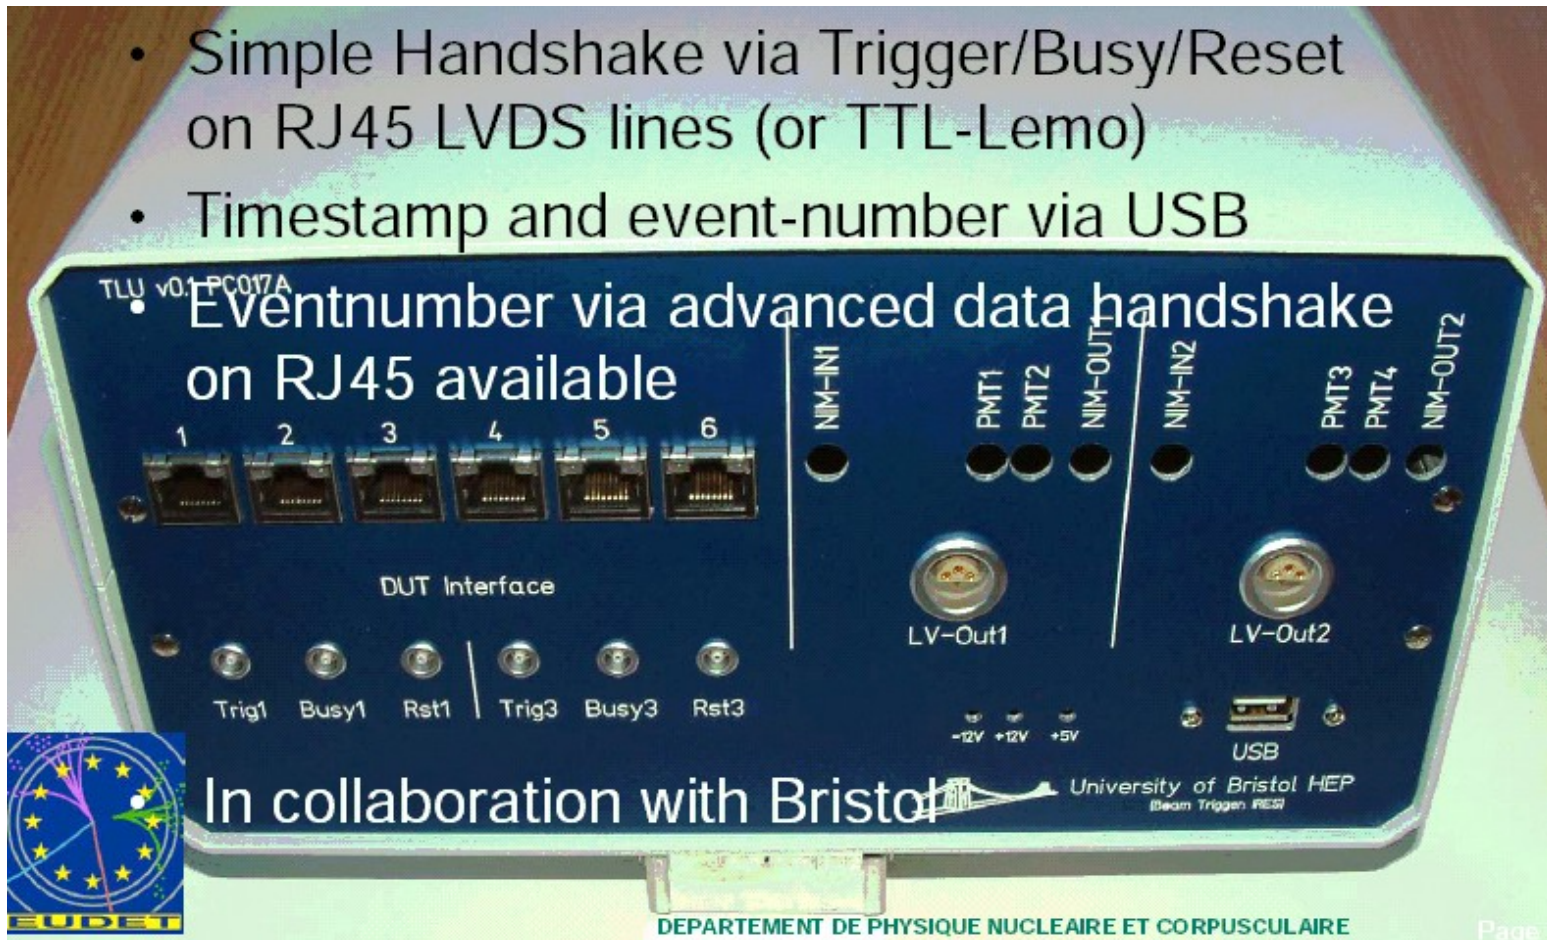 • Simple Handshake via Trigger/Busy/Reset
on RJ45 LVDS lines (or TTL-Lemo)
• Timestamp and event-number via USB
TLU v0.1 PC017A
• Eventnumber via advanced data handshake
on RJ45 available
NIM-IN1 PMT1 PMT2 NIM-OUT1 NIM-IN2 PMT3 PMT4 NIM-OUT2
1 2 3 4 5 6
DUT Interface
LV-Out1 LV-Out2
Trig1 Busy1 Rst1 Trig3 Busy3 Rst3
-12V +12V +5V
USB
• In collaboration with Bristol
University of Bristol HEP
(Beam Trigger
EUDET
DEPARTEMENT DE PHYSIQUE NUCLEAIRE ET CORPUSCULAIRE
Page